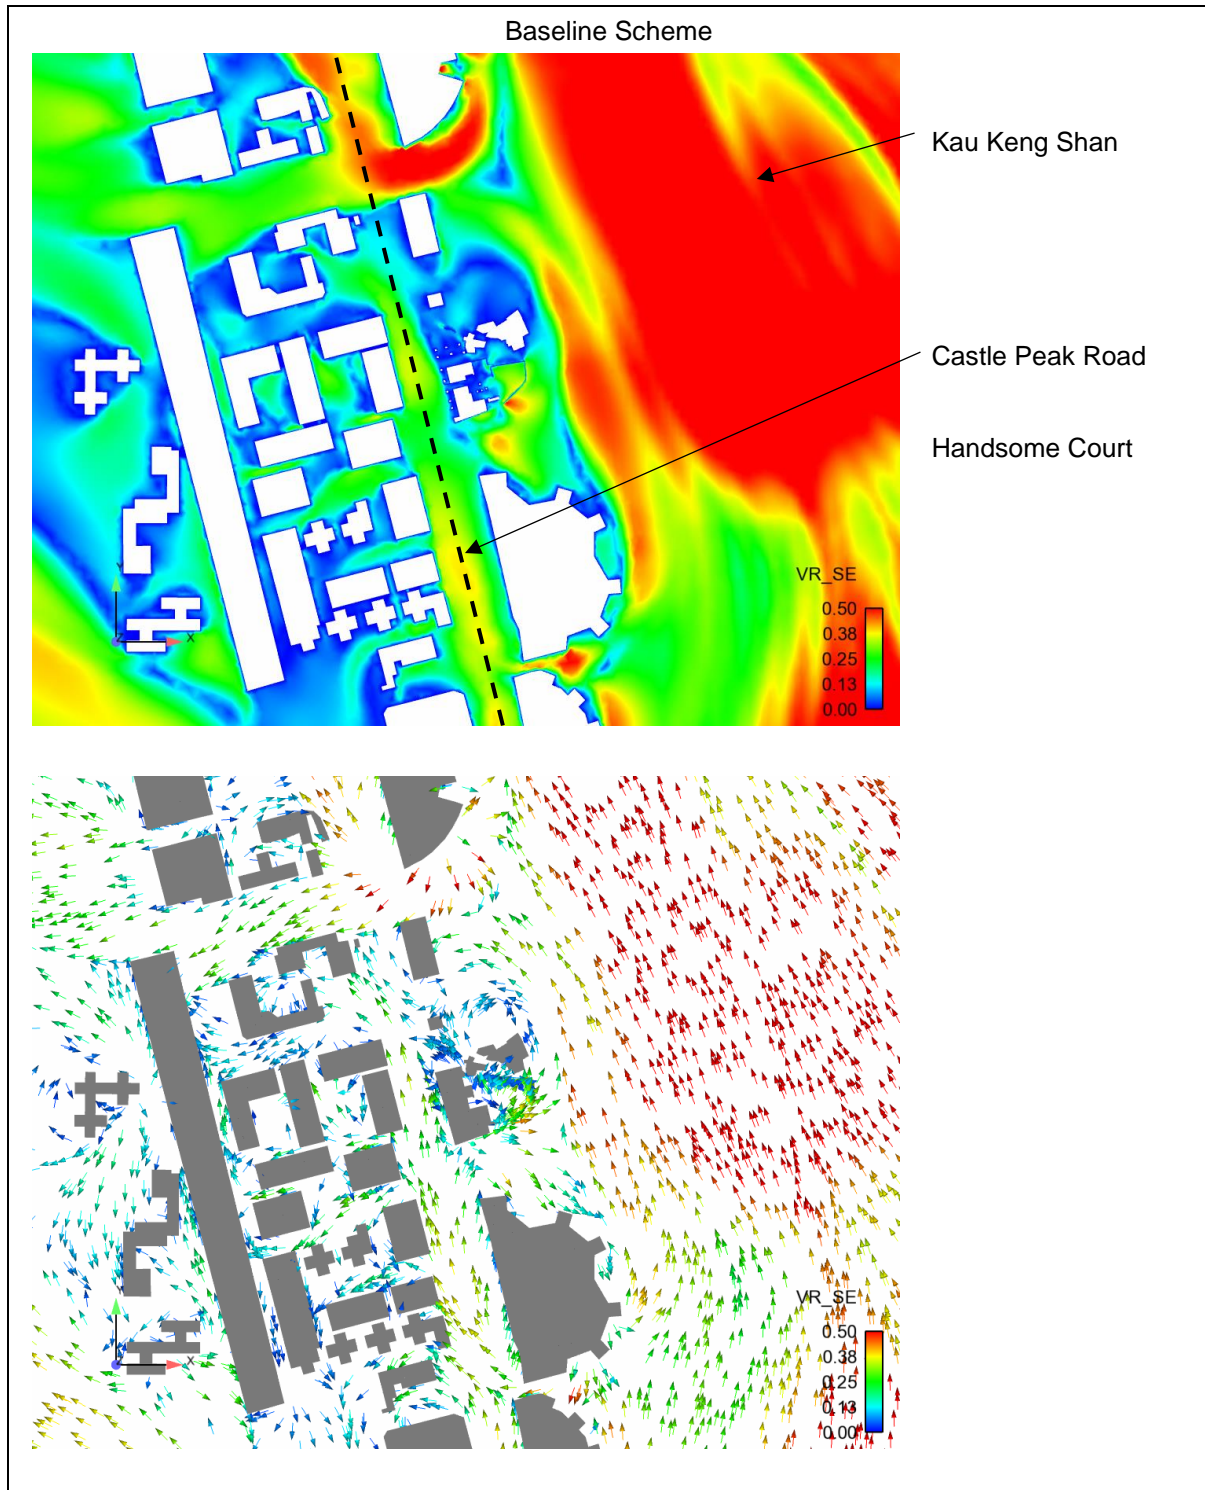 Baseline Scheme
Kau Keng Shan
Castle Peak Road
Handsome Court
VR_SE
0.50
0.38
0.25
0.13
0.00
Y
Z
X
VR_SE
0.50
0.38
0.25
0.13
0.00
X